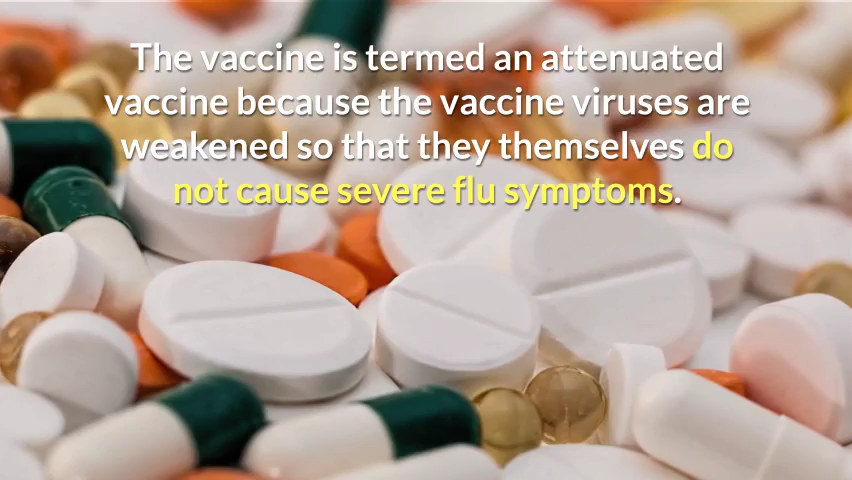 The vaccine is termed an attenuated
vaccine because the vaccine viruses are
weakened so that they themselves do
not cause severe flu symptoms.